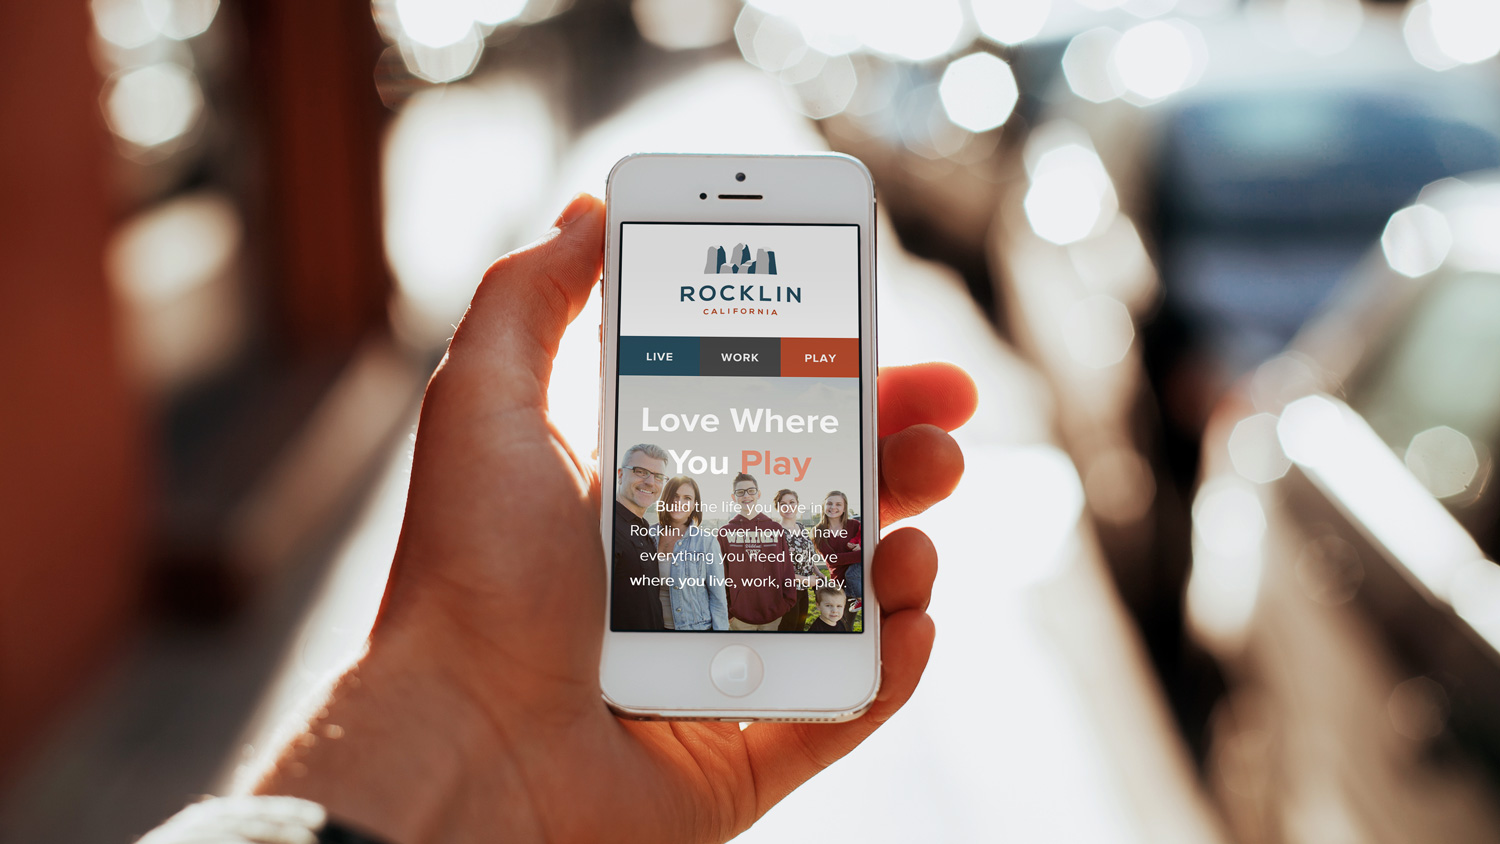 ROCKLIN
CALIFORNIA
LIVE WORK PLAY
Love Where
You Play
Build the life you love in
Rocklin. Discover how we have
everything you need to love
where you live, work, and play.